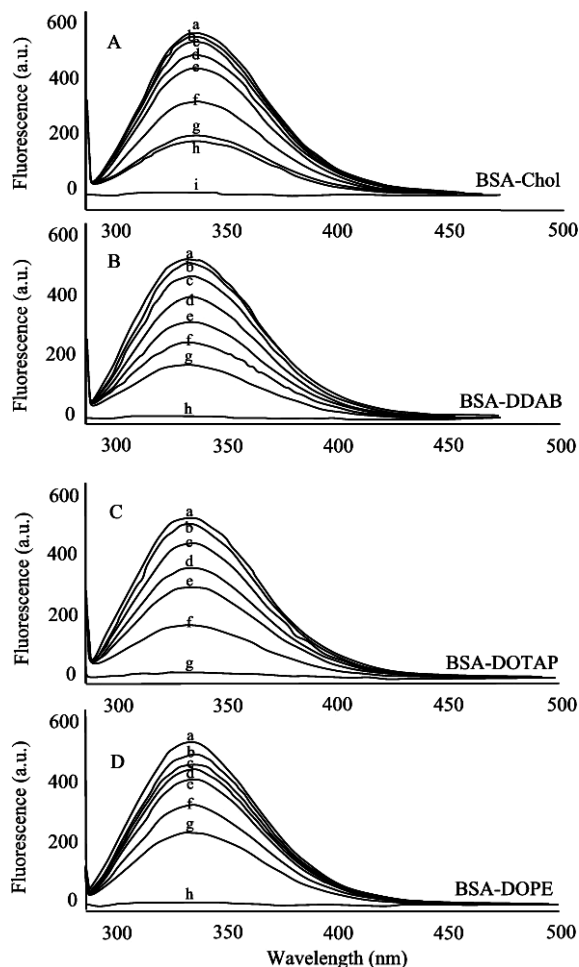 A
600
400
200
0
Fluorescence (a.u.)
a
b
c
d
e
f
g
h
i
BSA-Chol
300
350
400
450
500
B
600
400
200
0
Fluorescence (a.u.)
a
b
c
d
e
f
g
h
BSA-DDAB
300
350
400
450
500
C
600
400
200
0
Fluorescence (a.u.)
a
b
c
d
e
f
g
BSA-DOTAP
300
350
400
450
500
D
600
400
200
0
Fluorescence (a.u.)
a
b
c
d
e
f
g
h
BSA-DOPE
300
350
400
450
500
Wavelength (nm)